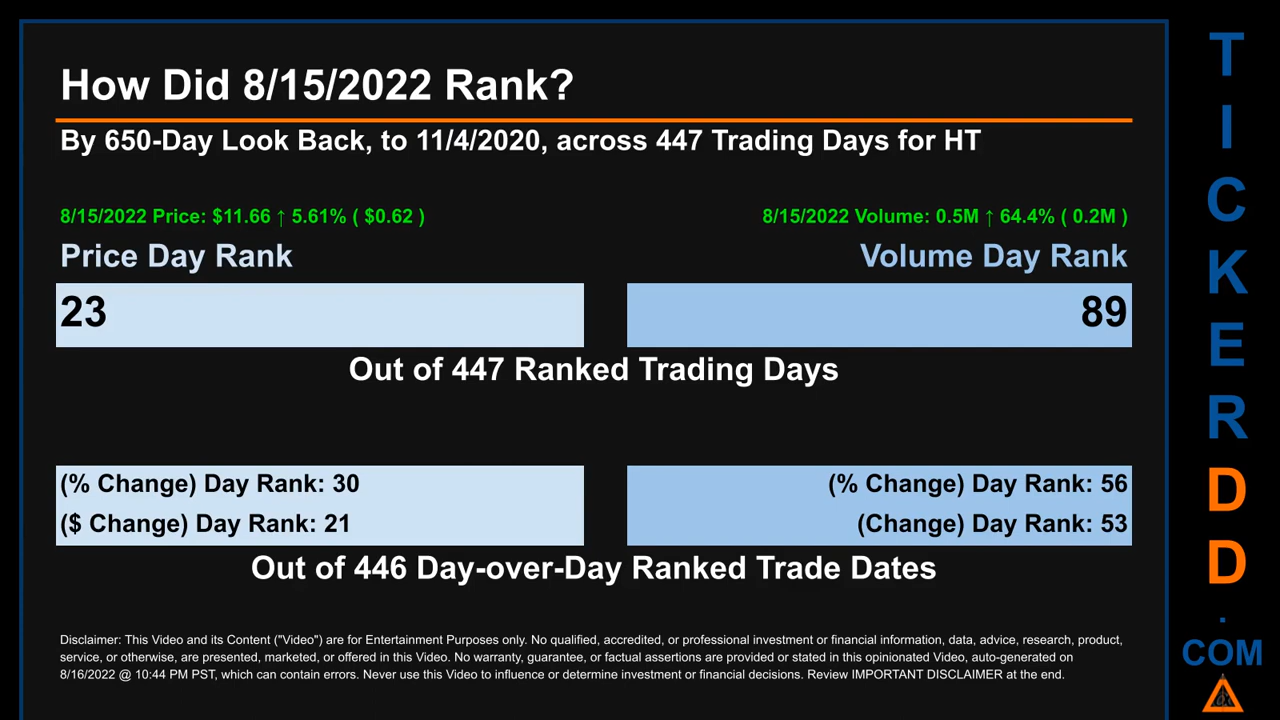 How Did 8/15/2022 Rank?
By 650-Day Look Back, to 11/4/2020, across 447 Trading Days for HT
8/15/2022 Price: $11.66 ↑ 5.61% ( $0.62 )
8/15/2022 Volume: 0.5M ↑ 64.4% ( 0.2M )
Price Day Rank
Volume Day Rank
23
89
Out of 447 Ranked Trading Days
(% Change) Day Rank: 30
($ Change) Day Rank: 21
(% Change) Day Rank: 56
(Change) Day Rank: 53
Out of 446 Day-over-Day Ranked Trade Dates
Disclaimer: This Video and its Content ("Video") are for Entertainment Purposes only. No qualified, accredited, or professional investment or financial information, data, advice, research, product,
service, or otherwise, are presented, marketed, or offered in this Video. No warranty, guarantee, or factual assertions are provided or stated in this opinionated Video, auto-generated on
8/16/2022 @ 10:44 PM PST, which can contain errors. Never use this Video to influence or determine investment or financial decisions. Review IMPORTANT DISCLAIMER at the end.
T
I
C
K
E
R
D
D
.
COM